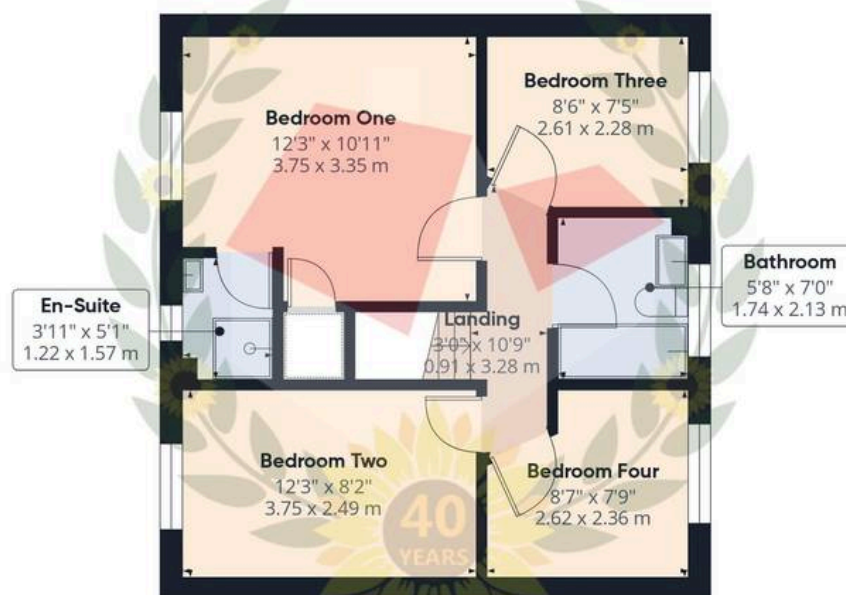 Bedroom One
12'3" x 10'11"
3.75 x 3.35 m
Bedroom Three
8'6" x 7'5"
2.61 x 2.28 m
En-Suite
3'11" x 5'1"
1.22 x 1.57 m
Landing
3'0" x 10'9"
0.91 x 3.28 m
Bathroom
5'8" x 7'0"
1.74 x 2.13 m
Bedroom Two
12'3" x 8'2"
3.75 x 2.49 m
Bedroom Four
8'7" x 7'9"
2.62 x 2.36 m
40
YEARS